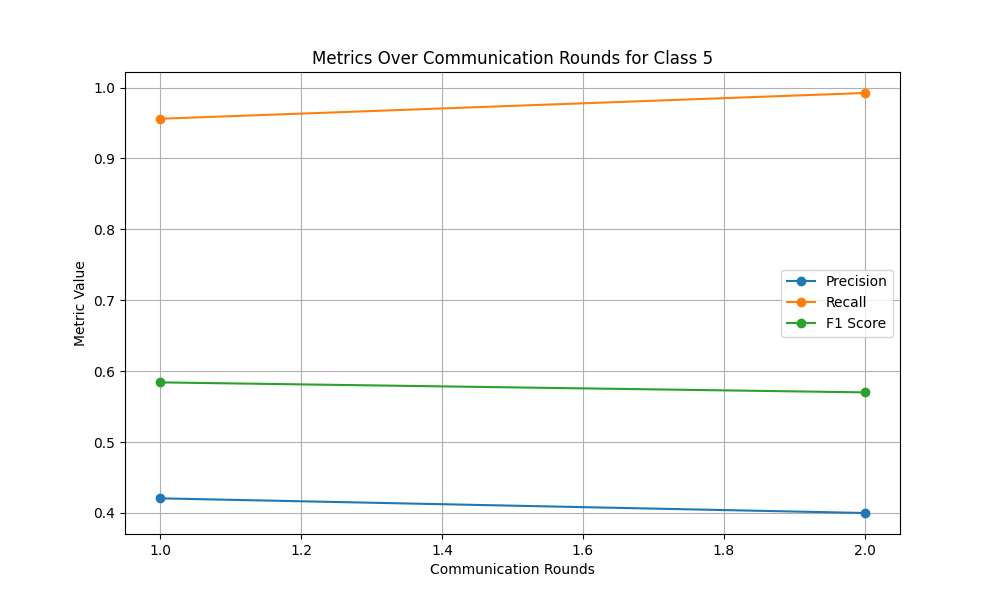 Metrics Over Communication Rounds for Class 5
1.0
0.9
0.8
0.7
0.6
0.5
0.4
Metric Value
Precision
Recall
F1 Score
1.0 1.2 1.4 1.6 1.8 2.0
Communication Rounds